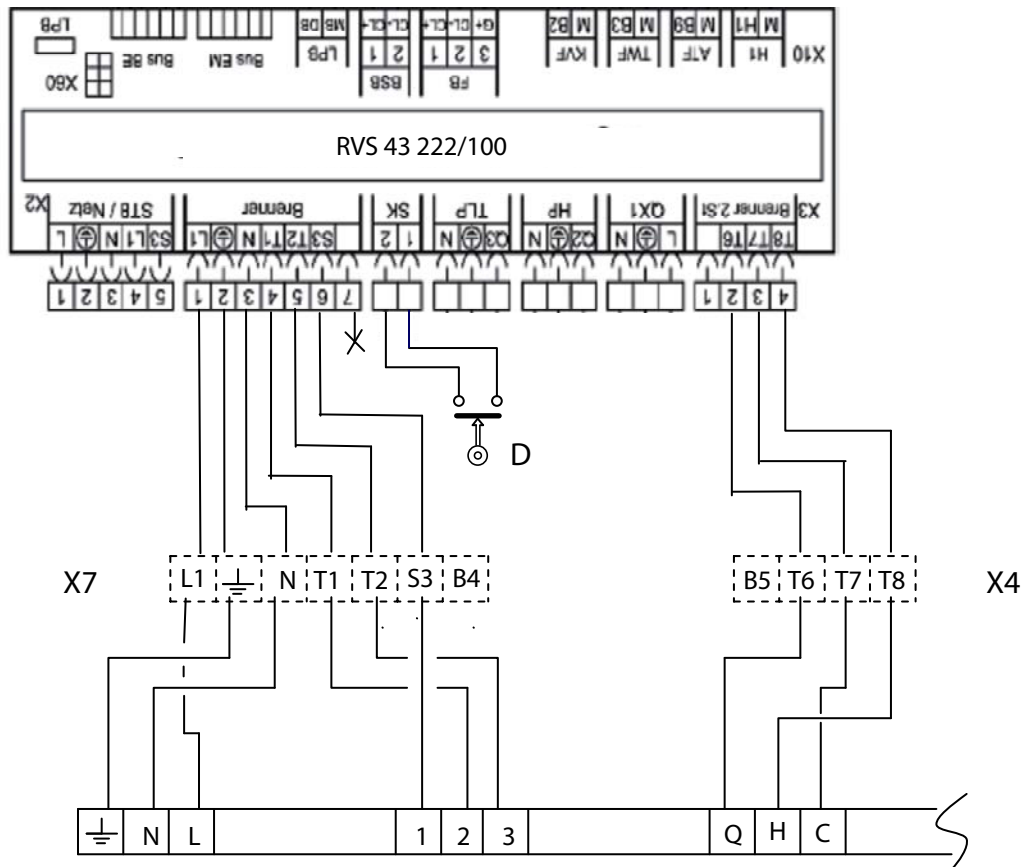 LPB
Bus BE
Bus EM
MB DB
LPB
CL+ CL-
1 2
BSB
CL+ CL- G+
1 2 3
FB
B2 M
KVF
B3 M
TWF
B9 M
ATF
H1 M
H1
X10
X60
RVS 43 222/100
X2
STB / Netz
Brenner
SK
TLP
HP
QX1
Brenner 2.St
X3
L N L1 S3
L1 N T1 T2 S3
2 1
N Q3
N Q2
N L
T6 T7 T8
1 2 3 4 5
1 2 3 4 5 6 7
1 2 3 4
D
X7
L1 N T1 T2 S3 B4
B5 T6 T7 T8
X4
N L
1 2 3
Q H C